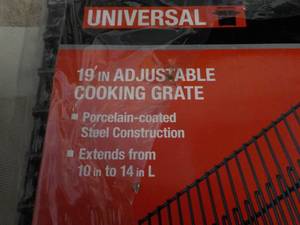 UNIVERSAL
19 IN ADJUSTABLE
COOKING GRATE
Porcelain-coated
Steel Construction
Extends from
10 in to 14 in L